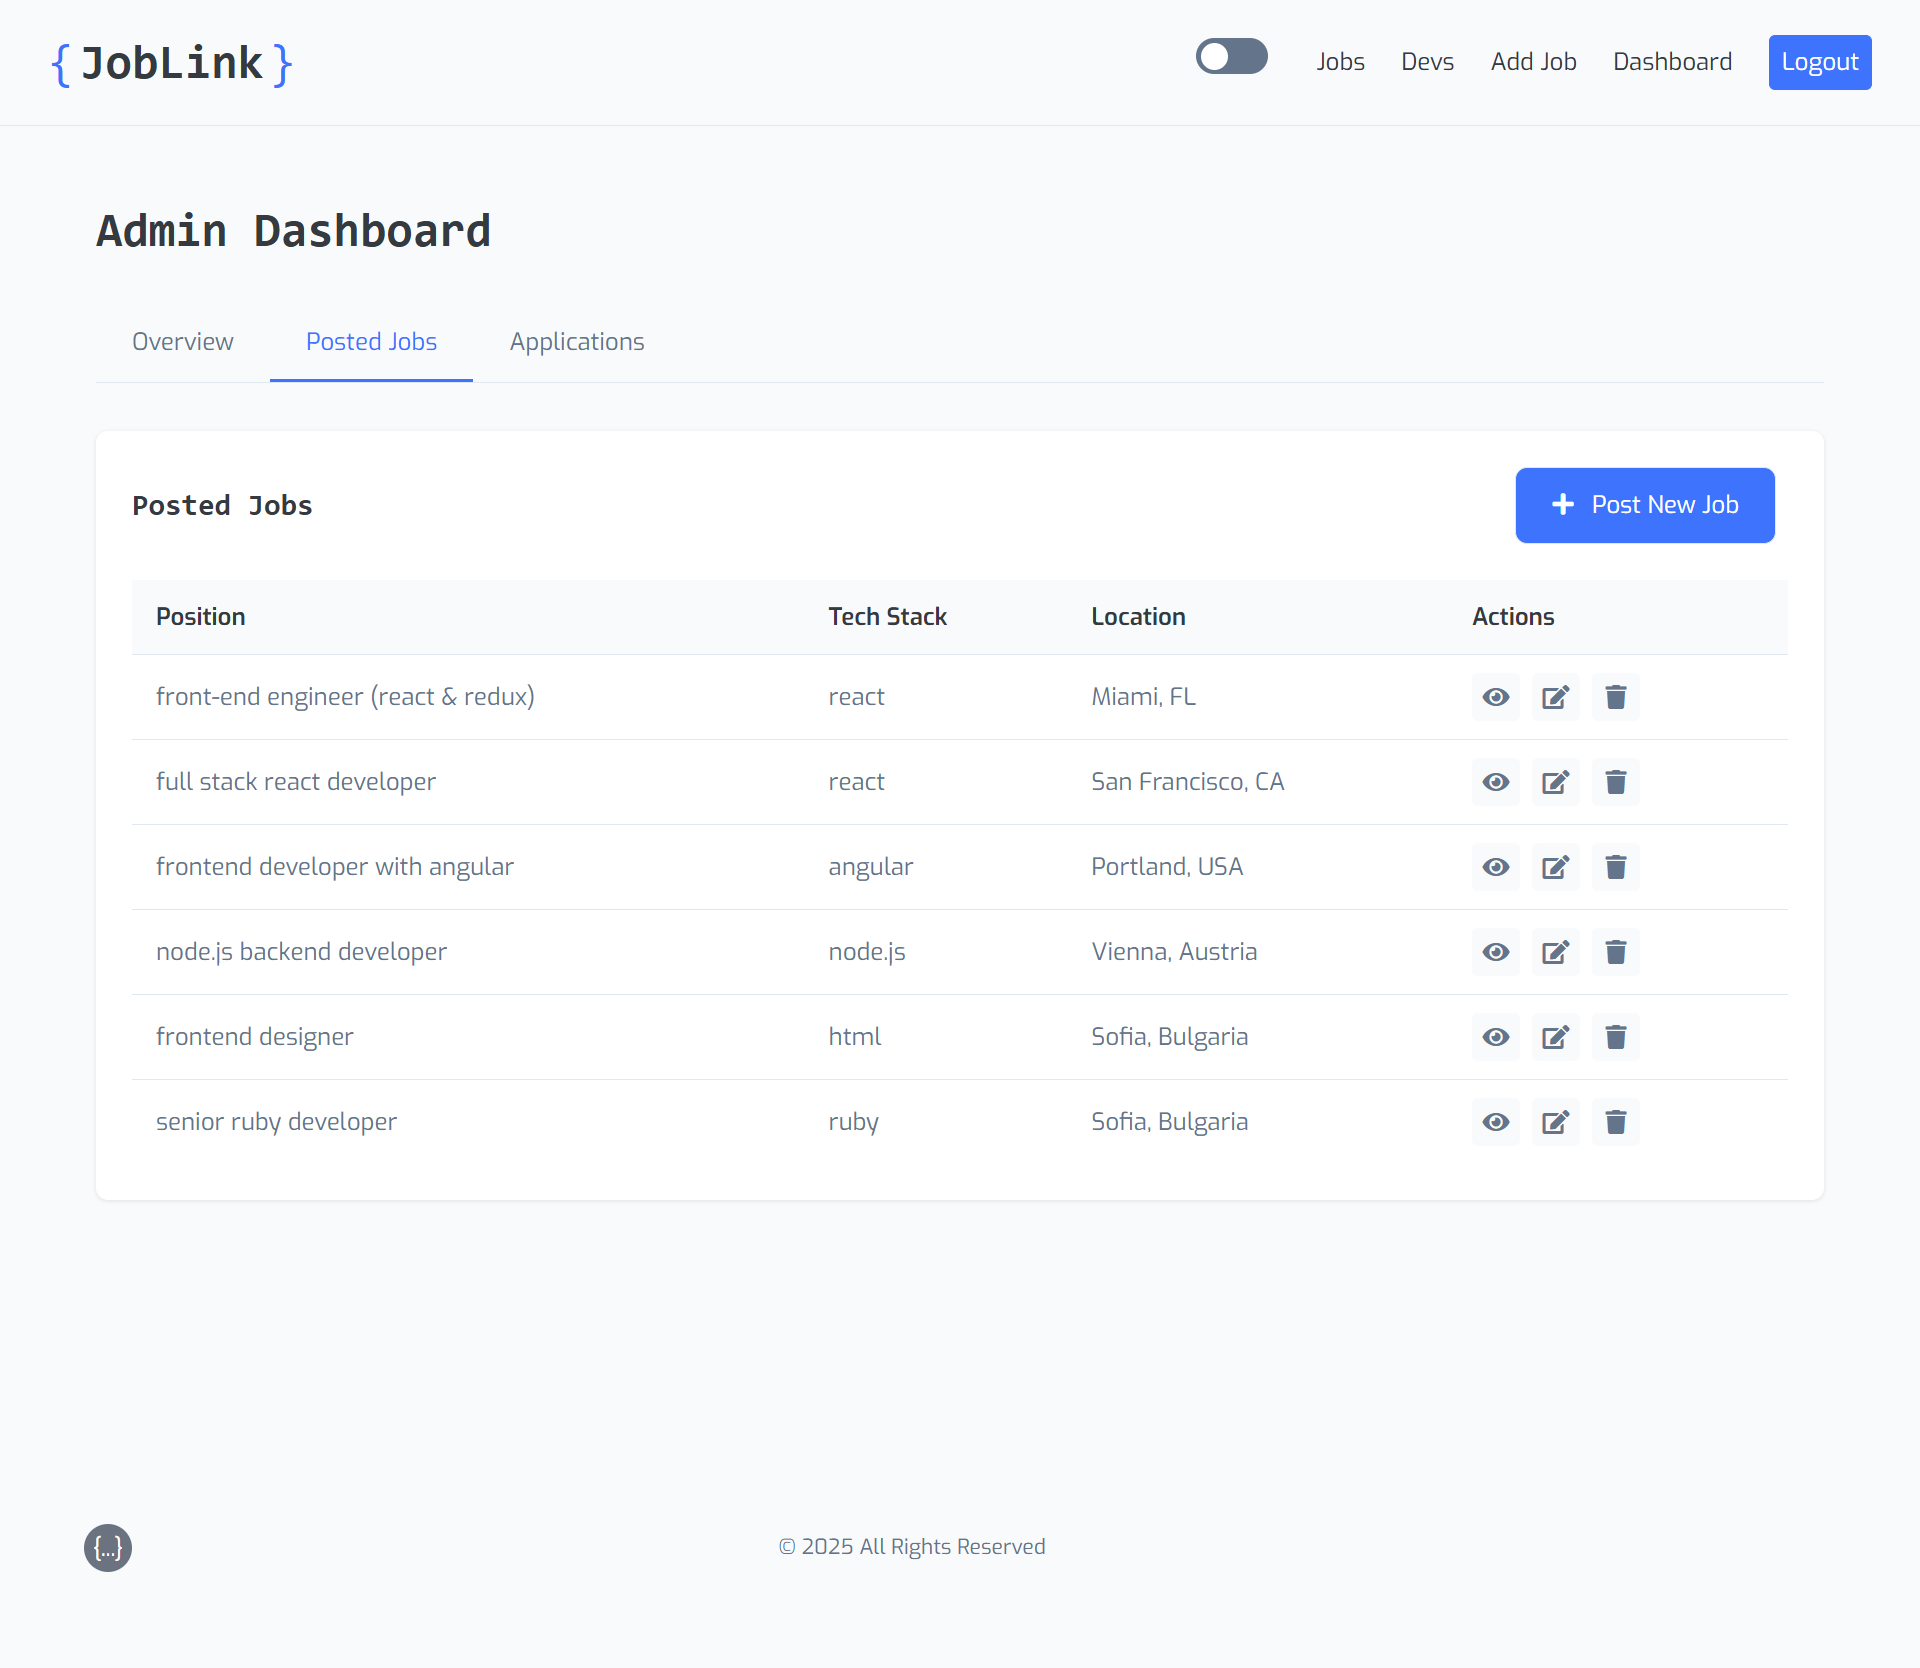 { JobLink }
Jobs Devs Add Job Dashboard Logout
Admin Dashboard
Overview Posted Jobs Applications
Posted Jobs
+ Post New Job
Position Tech Stack Location Actions
front-end engineer (react & redux) react Miami, FL
full stack react developer react San Francisco, CA
frontend developer with angular angular Portland, USA
node.js backend developer node.js Vienna, Austria
frontend designer html Sofia, Bulgaria
senior ruby developer ruby Sofia, Bulgaria
{...}
© 2025 All Rights Reserved